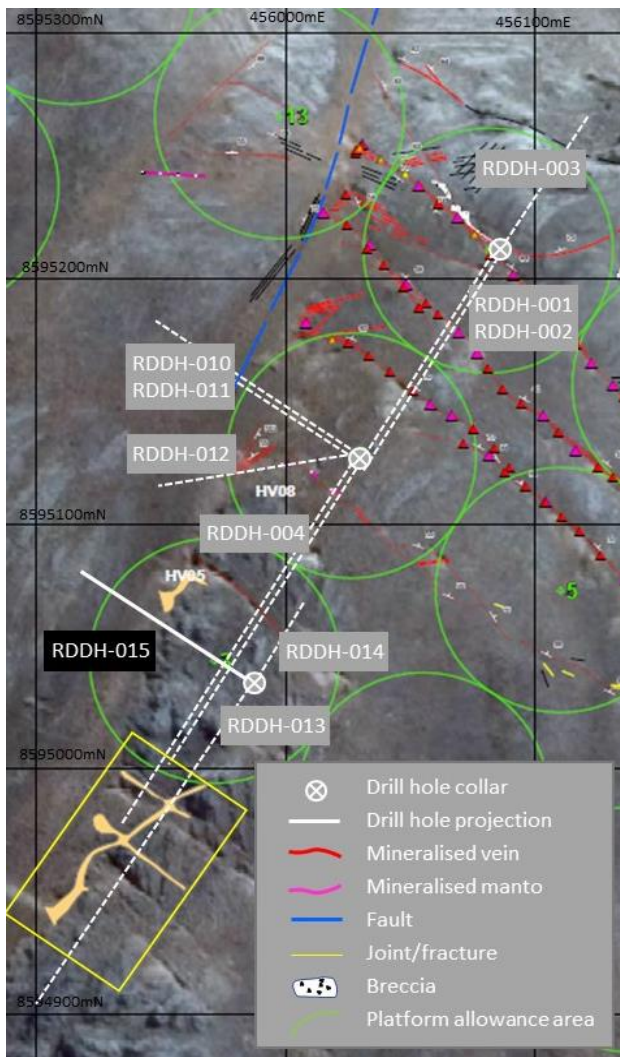 8595300mN
456000mE
456100mE
+13
RDDH-003
8595200mN
RDDH-001
RDDH-002
RDDH-010
RDDH-011
RDDH-012
HV08
8595100mN
RDDH-004
HV05
+5
RDDH-015
RDDH-014
RDDH-013
8595000mN
Drill hole collar
Drill hole projection
Mineralised vein
Mineralised manto
Fault
Joint/fracture
Breccia
Platform allowance area
8594900mN